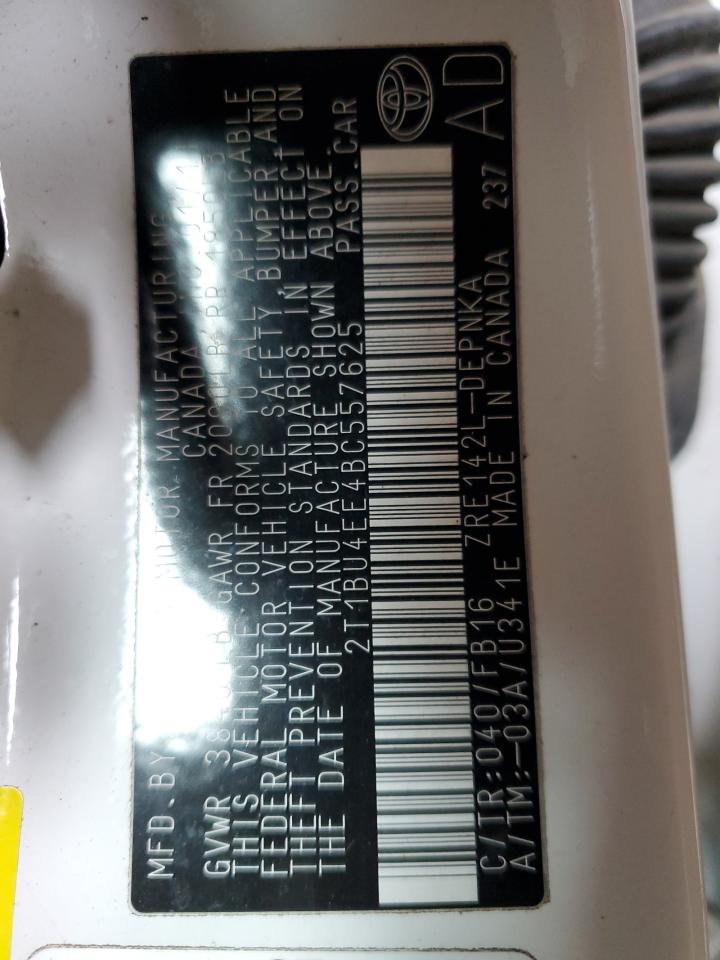 MFD.BY MOTOR MANUFACTURING
CANADA
GVWR GAWR FR
THIS VEHICLE CONFORMS TO ALL APPLICABLE
FEDERAL MOTOR VEHICLE SAFETY, BUMPER,AND
THEFT PREVENTION STANDARDS IN EFFECT ON
THE DATE OF MANUFACTURE SHOWN ABOVE.
2T1BU4EE4BC557625 PASS.CAR
C/TR:040/FB16 ZRE142L-DEPNKA
A/TM:-03A/U341E MADE IN CANADA 237
AD